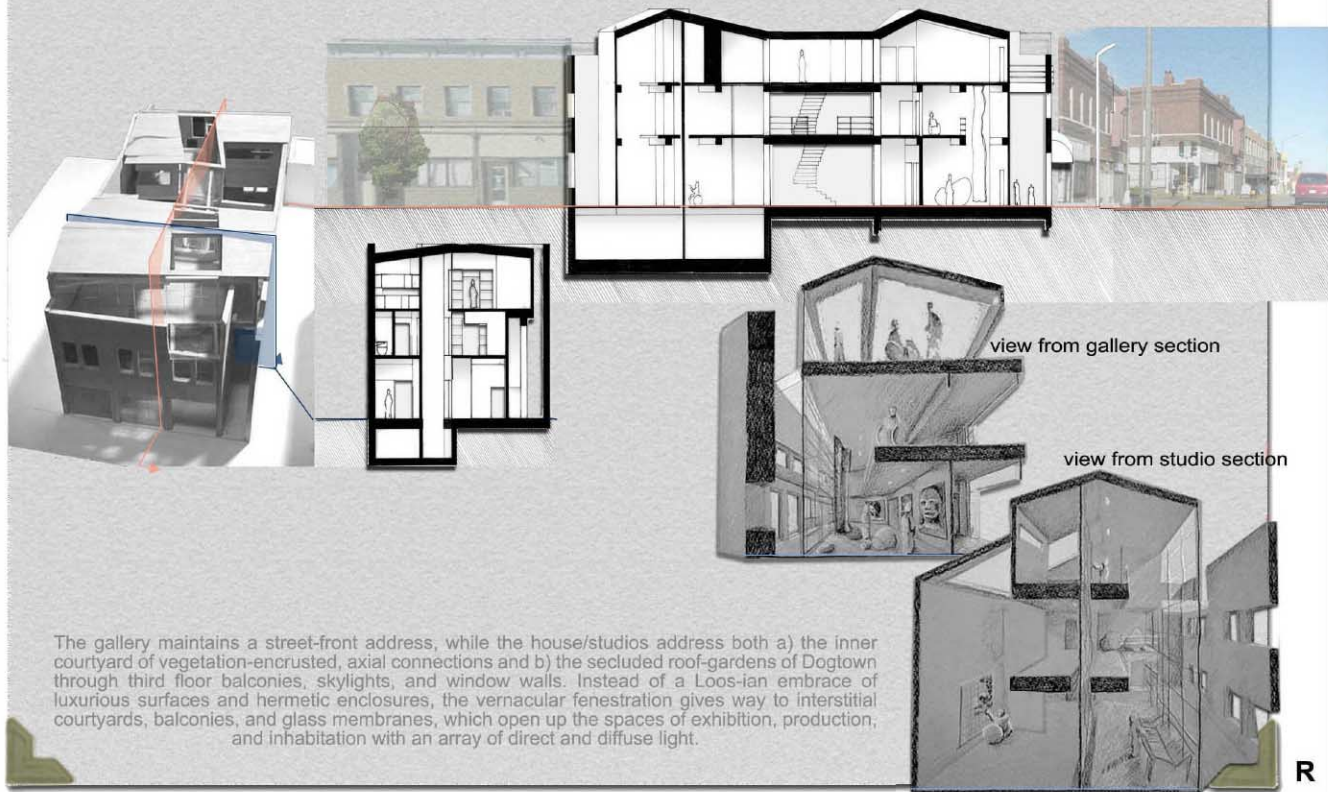 view from gallery section
view from studio section
The gallery maintains a street-front address, while the house/studios address both a) the inner
courtyard of vegetation-encrusted, axial connections and b) the secluded roof-gardens of Dogtown
through third floor balconies, skylights, and window walls. Instead of a Loos-ian embrace of
luxurious surfaces and hermetic enclosures, the vernacular fenestration gives way to interstitial
courtyards, balconies, and glass membranes, which open up the spaces of exhibition, production,
and inhabitation with an array of direct and diffuse light.
R